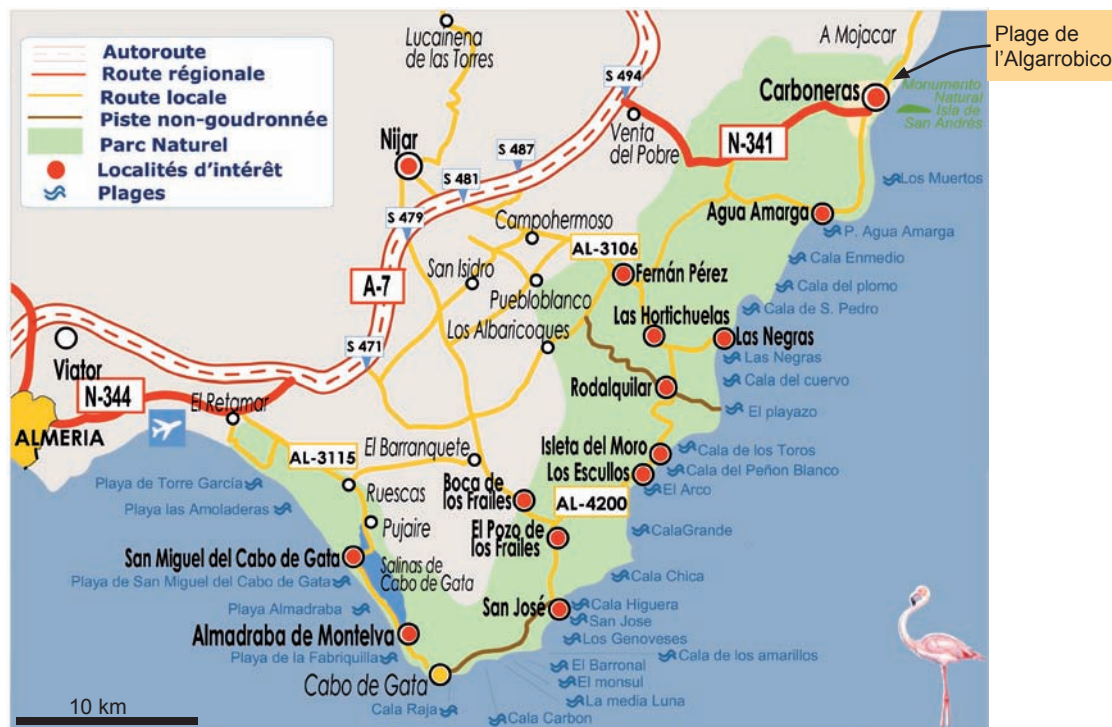 Autoroute
Route régionale
Route locale
Piste non-goudronnée
Parc Naturel
Localités d'intérêt
Plages
Lucainena
de las Torres
A Mojacar
Plage de
l'Algarrobico
S 494
Carboneras
Monumento
Natural
Isla de
San Andrés
Venta
del Pobre
N-341
Nijar
S 487
S 481
Los Muertos
S 479
Campohermoso
Agua Amarga
P. Agua Amarga
AL-3106
Cala Enmedio
San Isidro
Fernán Pérez
A-7
Cala del plomo
Puebloblanco
Cala de S. Pedro
Las Hortichuelas
Los Albaricoques
Las Negras
S 471
Las Negras
Viator
Cala del cuervo
Rodalquilar
N-344
El Retamar
El playazo
ALMERIA
El Barranquete
Isleta del Moro
Cala de los Toros
AL-3115
Los Escullos
Cala del Peñon Blanco
Playa de Torre García
Ruescas
Boca de
los Frailes
El Arco
AL-4200
Playa las Amoladeras
Pujaire
El Pozo de
los Frailes
CalaGrande
San Miguel del Cabo de Gata
Salinas de
Cabo de Gata
Playa de San Miguel del Cabo de Gata
Cala Chica
Playa Almadraba
San José
Cala Higuera
San Jose
Almadraba de Montelva
Los Genoveses
Playa de la Fabriquilla
Cala de los amarillos
El Barronal
Cabo de Gata
El monsul
La media Luna
10 km
Cala Raja
Cala Carbon